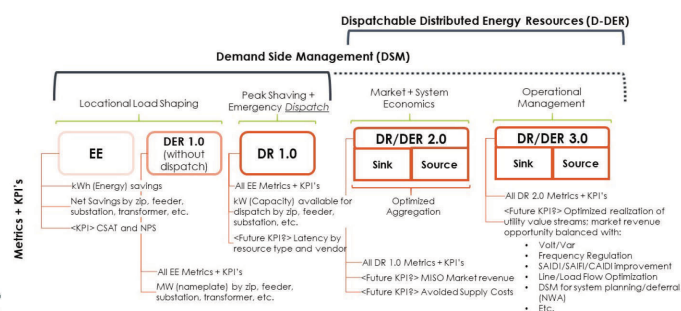 Dispatchable Distributed Energy Resources (D-DER)
Demand Side Management (DSM)
Locational Load Shaping
Peak Shaving +
Emergency Dispatch
Market + System
Economics
Operational
Management
EE
DER 1.0
(without
dispatch)
DR 1.0
DR/DER 2.0
Sink
Source
DR/DER 3.0
Sink
Source
Metrics + KPI's
kWh (Energy) savings
Net Savings by zip, feeder,
substation, transformer, etc.
<KPI> CSAT and NPS
All EE Metrics + KPI's
MW (nameplate) by zip, feeder,
substation, transformer, etc.
All EE Metrics + KPI's
kW (Capacity) available for
dispatch by zip, feeder,
substation, transformer, etc.
<Future KPI?> Latency by
resource type and vendor
Optimized
Aggregation
All DR 1.0 Metrics + KPI's
<Future KPI?> MISO Market revenue
<Future KPI?> Avoided Supply Costs
All DR 2.0 Metrics + KPI's
<Future KPI?> Optimized realization of
utility value streams: market revenue
opportunity balanced with:
• Volt/Var
• Frequency Regulation
• SAIDI/SAIFI/CAIDI improvement
• Line/Load Flow Optimization
• DSM for system planning/deferral
(NWA)
• Etc.